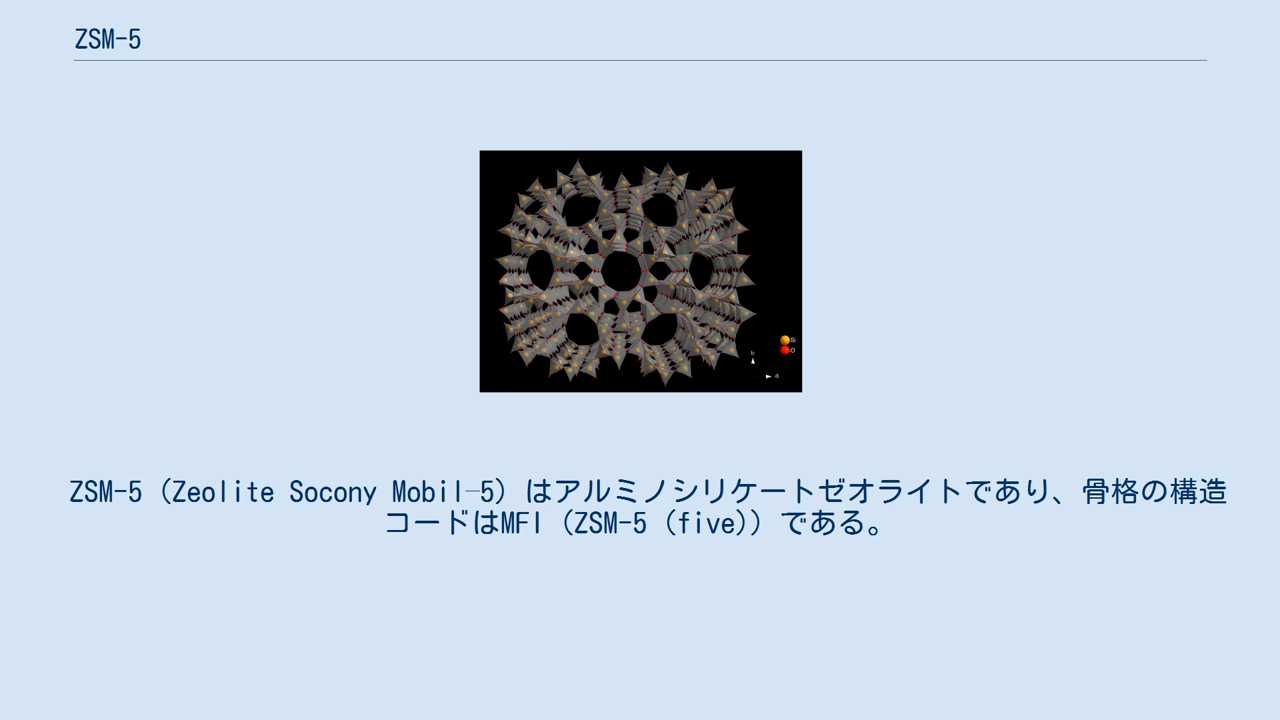 ZSM-5
Si
O
b
a
ZSM-5（Zeolite Socony Mobil–5）はアルミノシリケートゼオライトであり、骨格の構造
コードはMFI（ZSM-5（five））である。